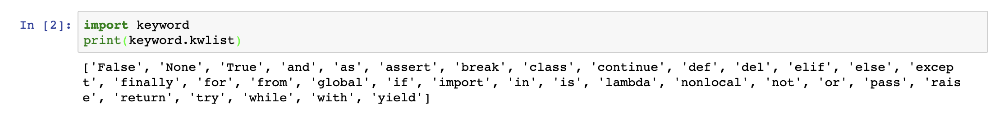 In [2]: import keyword
print(keyword.kwlist)
['False', 'None', 'True', 'and', 'as', 'assert', 'break', 'class', 'continue', 'def', 'del', 'elif', 'else', 'excep
t', 'finally', 'for', 'from', 'global', 'if', 'import', 'in', 'is', 'lambda', 'nonlocal', 'not', 'or', 'pass', 'rais
e', 'return', 'try', 'while', 'with', 'yield']